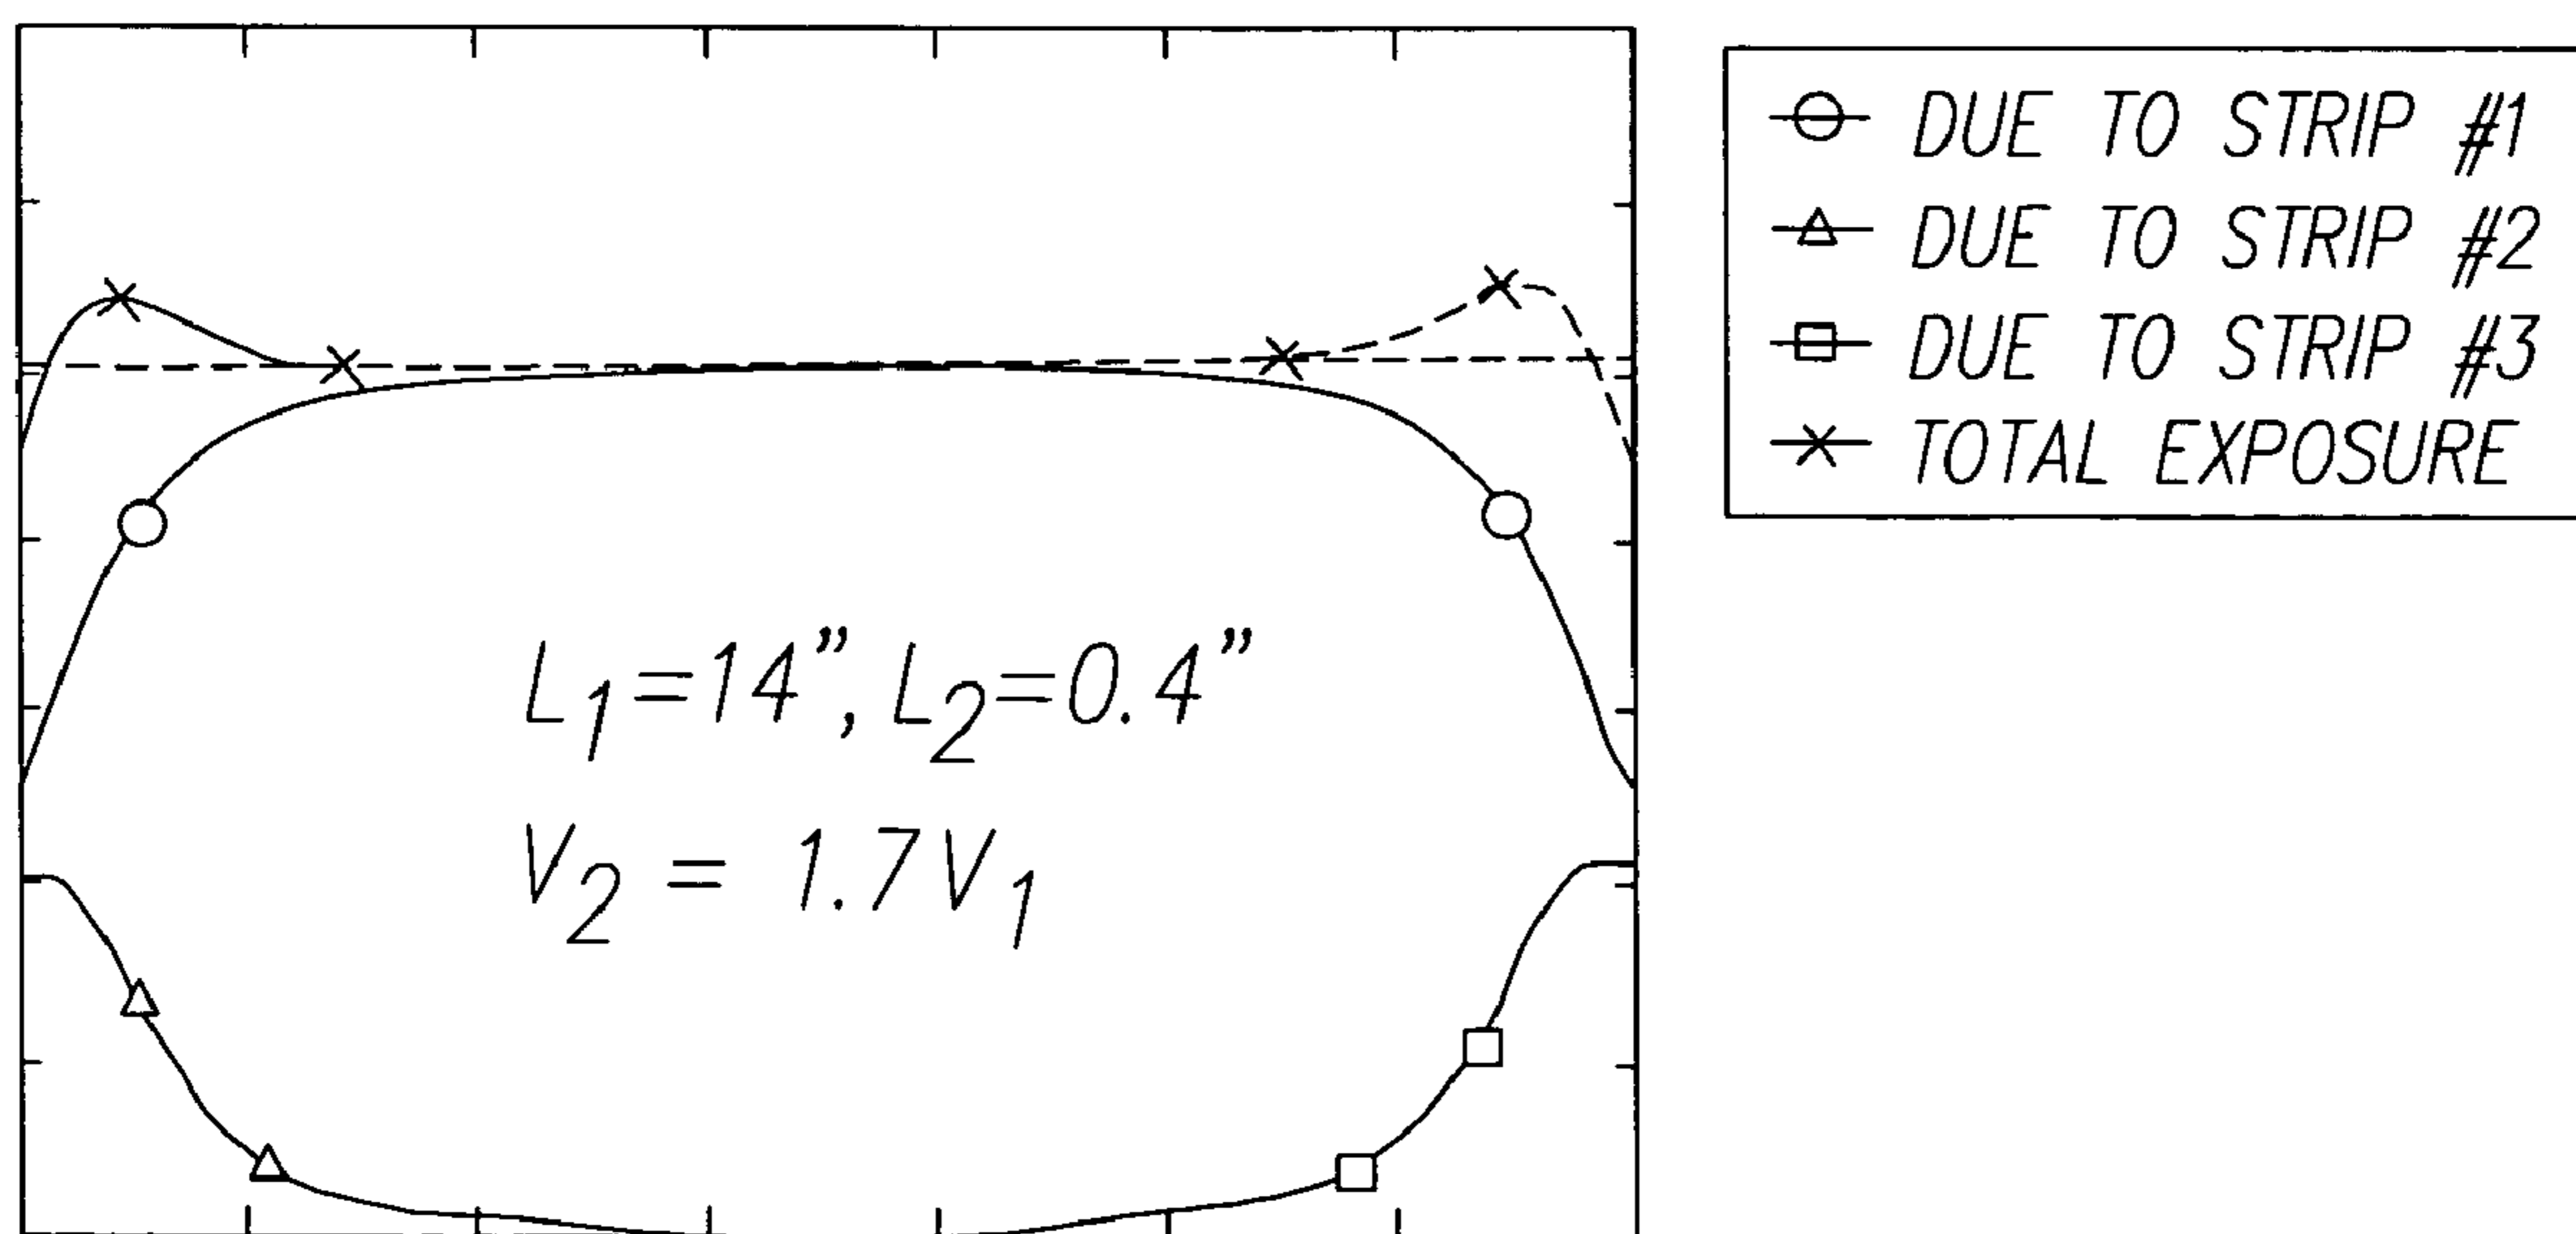 DUE TO STRIP #1
DUE TO STRIP #2
DUE TO STRIP #3
TOTAL EXPOSURE
L1=14”, L2=0.4”
V2 = 1.7V1